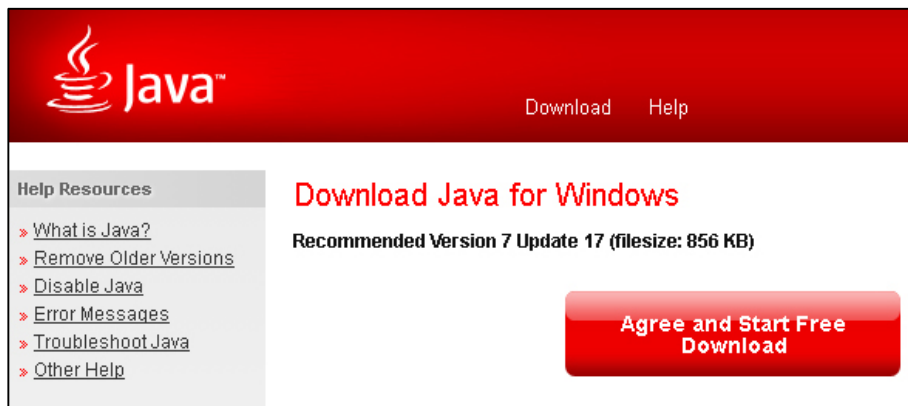 Java™
Download Help
Help Resources
» What is Java?
» Remove Older Versions
» Disable Java
» Error Messages
» Troubleshoot Java
» Other Help
Download Java for Windows
Recommended Version 7 Update 17 (filesize: 856 KB)
Agree and Start Free
Download